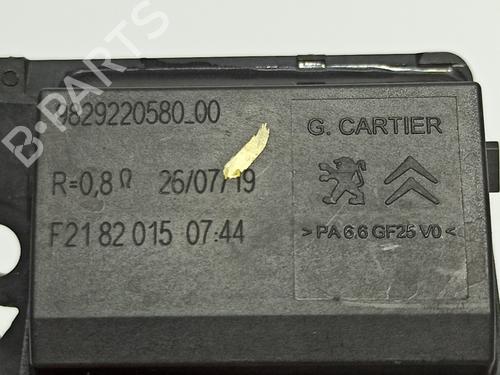 B-PARTS
9829220580_00
R=0,8 Ω 26/07/19
F21 82 015 07:44
G. CARTIER
>PA 6.6 GF25 V0<